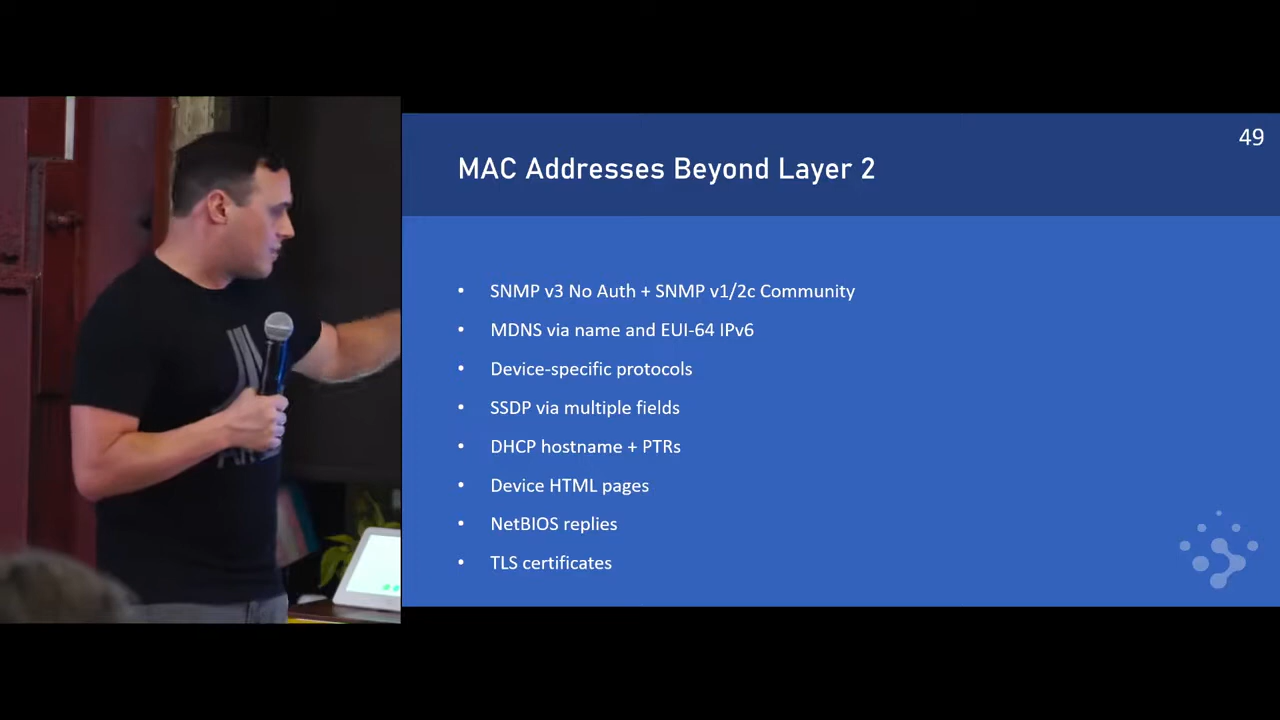 49
MAC Addresses Beyond Layer 2
• SNMP v3 No Auth + SNMP v1/2c Community
• MDNS via name and EUI-64 IPv6
• Device-specific protocols
• SSDP via multiple fields
• DHCP hostname + PTRs
• Device HTML pages
• NetBIOS replies
• TLS certificates